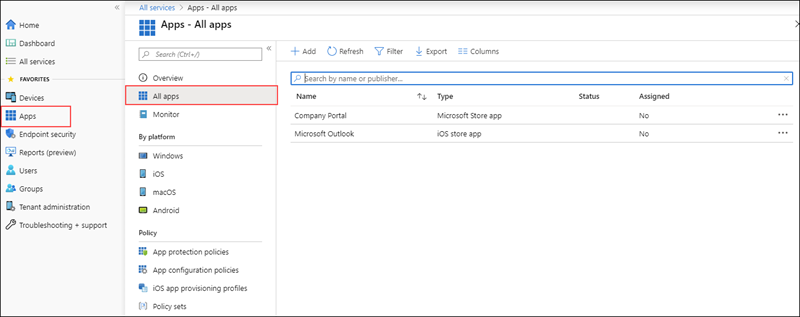 Home
Dashboard
All services
FAVORITES
Devices
Apps
Endpoint security
Reports (preview)
Users
Groups
Tenant administration
Troubleshooting + support
All services > Apps - All apps
Apps - All apps
Search (Ctrl+/)
Overview
All apps
Monitor
By platform
Windows
iOS
macOS
Android
Policy
App protection policies
App configuration policies
iOS app provisioning profiles
Policy sets
Add Refresh Filter Export Columns
Search by name or publisher...
Name Type Status Assigned
Company Portal Microsoft Store app No
Microsoft Outlook iOS store app No